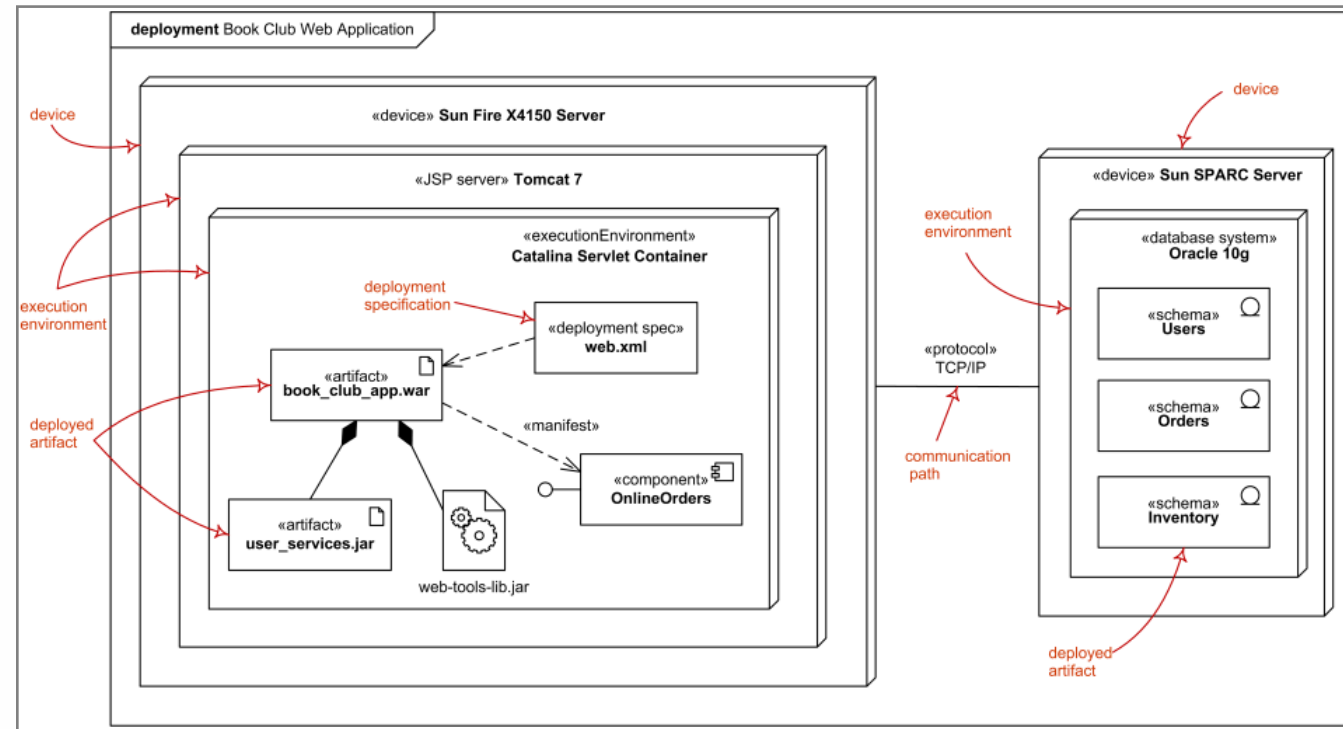 deployment Book Club Web Application
device
«device» Sun Fire X4150 Server
«JSP server» Tomcat 7
«executionEnvironment»
Catalina Servlet Container
deployment
specification
execution
environment
«deployment spec»
web.xml
«artifact»
book_club_app.war
deployed
artifact
«manifest»
«component»
OnlineOrders
«artifact»
user_services.jar
web-tools-lib.jar
«protocol»
TCP/IP
communication
path
device
«device» Sun SPARC Server
execution
environment
«database system»
Oracle 10g
«schema»
Users
«schema»
Orders
«schema»
Inventory
deployed
artifact